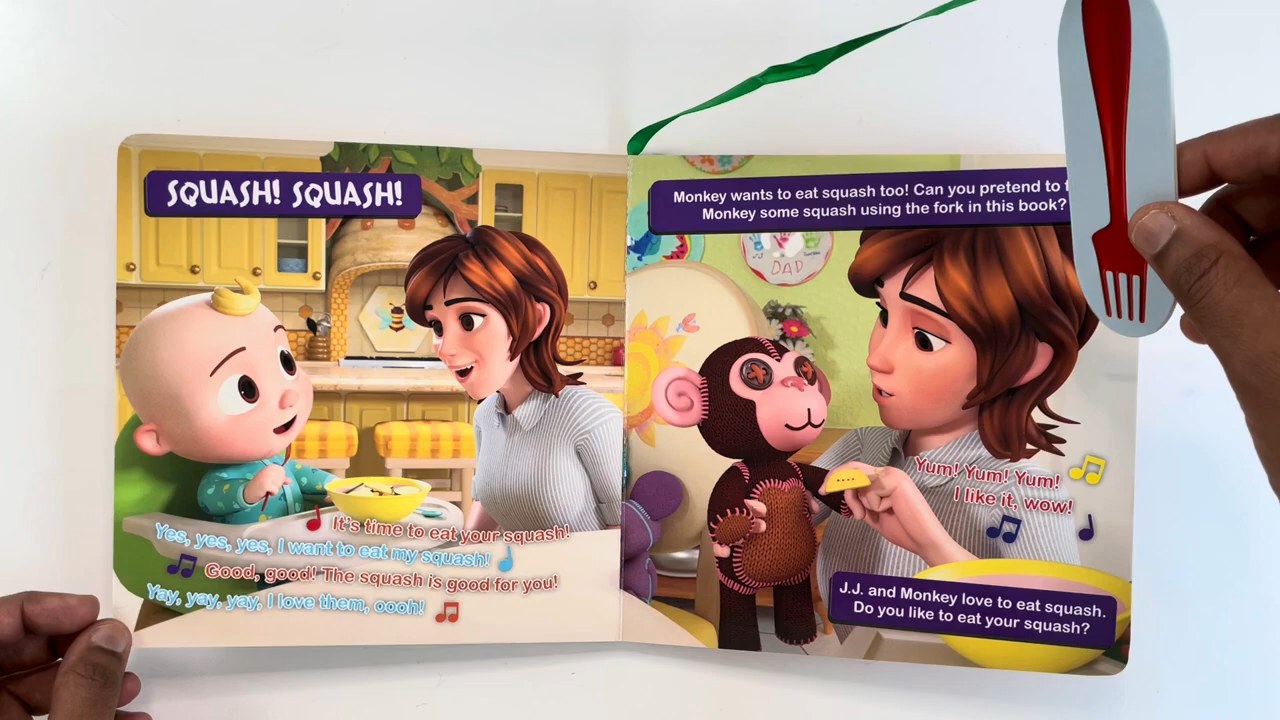 SQUASH! SQUASH!
It's time to eat your squash!
Yes, yes, yes, I want to eat my squash!
Good, good! The squash is good for you!
Yay, yay, yay, I love them, oooh!
Monkey wants to eat squash too! Can you pretend to
Monkey some squash using the fork in this book?
DAD
Yum! Yum! Yum!
I like it, wow!
J.J. and Monkey love to eat squash.
Do you like to eat your squash?